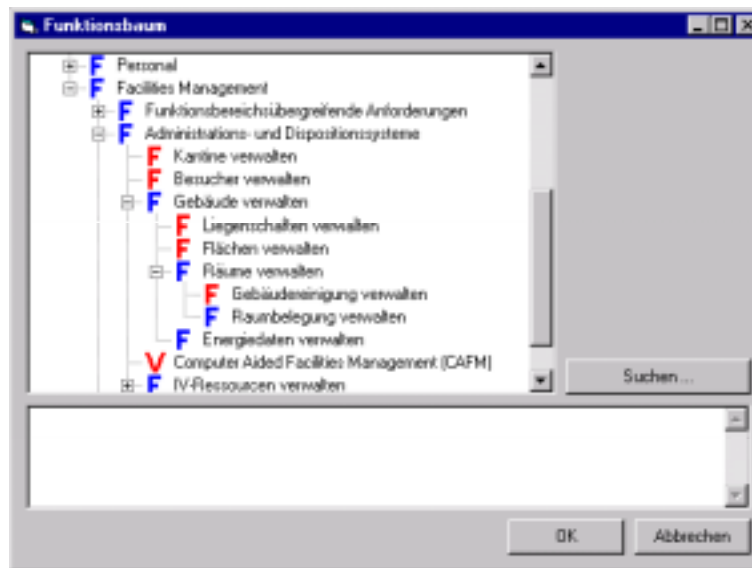 Funktionsbaum
F Personal
F Facilities Management
F Funktionsbereichsübergreifende Anforderungen
F Administrations- und Dispositionssysteme
F Kantine verwalten
F Besucher verwalten
F Gebäude verwalten
F Liegenschaften verwalten
F Flächen verwalten
F Räume verwalten
F Gebäudereinigung verwalten
F Raumbelegung verwalten
F Energiedaten verwalten
V Computer Aided Facilities Management (CAFM)
F IV-Ressourcen verwalten
Suchen...
OK Abbrechen